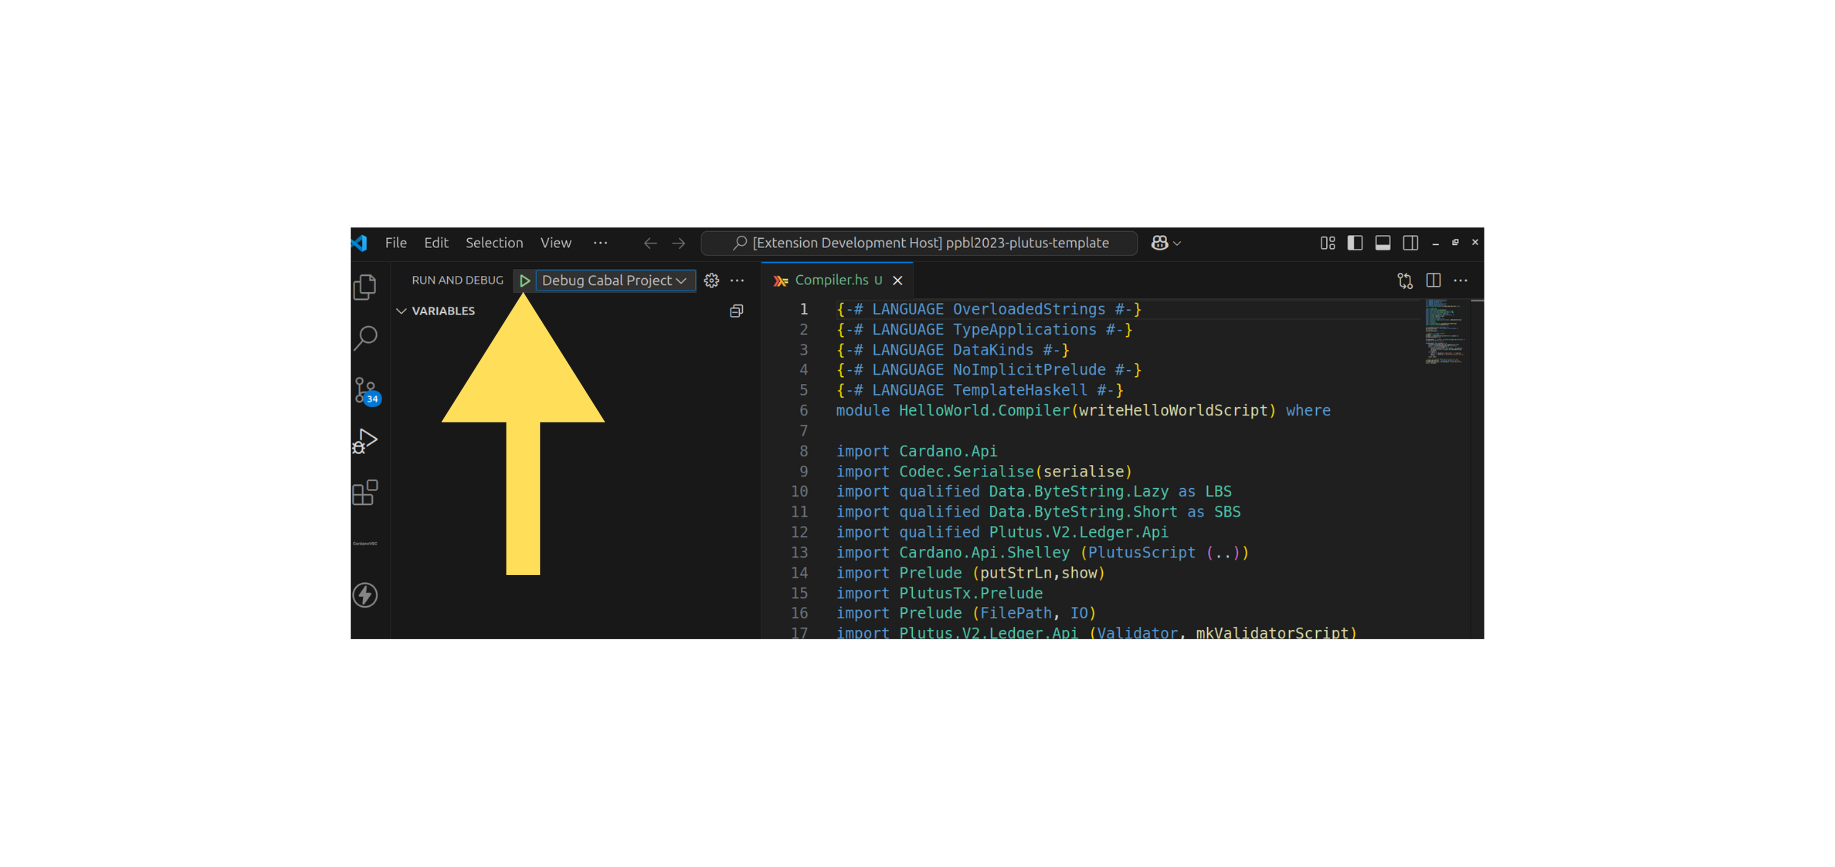 File Edit Selection View ··· [Extension Development Host] ppbl2023-plutus-template
RUN AND DEBUG Debug Cabal Project
VARIABLES
34
Compiler.hs U
1 {-# LANGUAGE OverloadedStrings #-}
2 {-# LANGUAGE TypeApplications #-}
3 {-# LANGUAGE DataKinds #-}
4 {-# LANGUAGE NoImplicitPrelude #-}
5 {-# LANGUAGE TemplateHaskell #-}
6 module HelloWorld.Compiler(writeHelloWorldScript) where
7
8 import Cardano.Api
9 import Codec.Serialise(serialise)
10 import qualified Data.ByteString.Lazy as LBS
11 import qualified Data.ByteString.Short as SBS
12 import qualified Plutus.V2.Ledger.Api
13 import Cardano.Api.Shelley (PlutusScript (..))
14 import Prelude (putStrLn,show)
15 import PlutusTx.Prelude
16 import Prelude (FilePath, IO)
17 import Plutus.V2.Ledger.Api (Validator, mkValidatorScript)